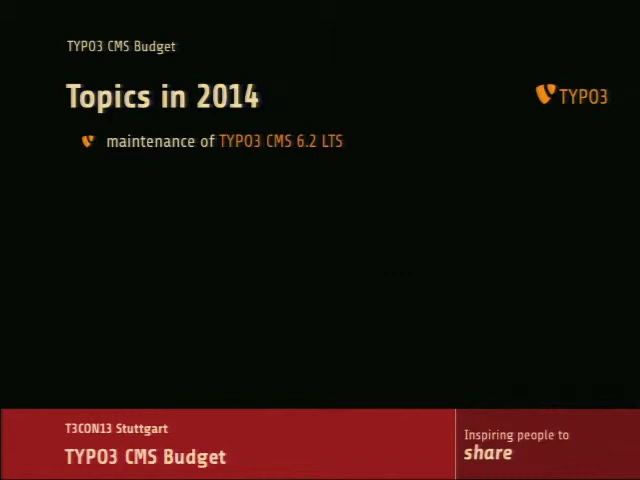 TYPO3 CMS Budget
Topics in 2014
TYPO3
maintenance of TYPO3 CMS 6.2 LTS
T3CON13 Stuttgart
TYPO3 CMS Budget
Inspiring people to
share